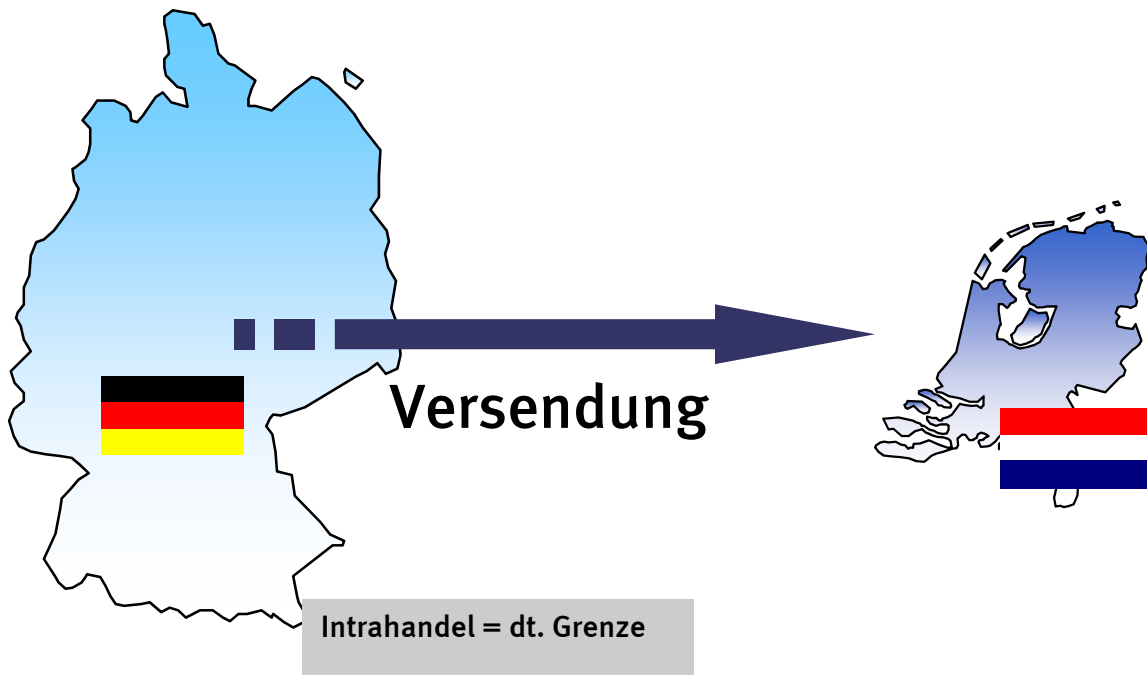 Versendung
Intrahandel = dt. Grenze